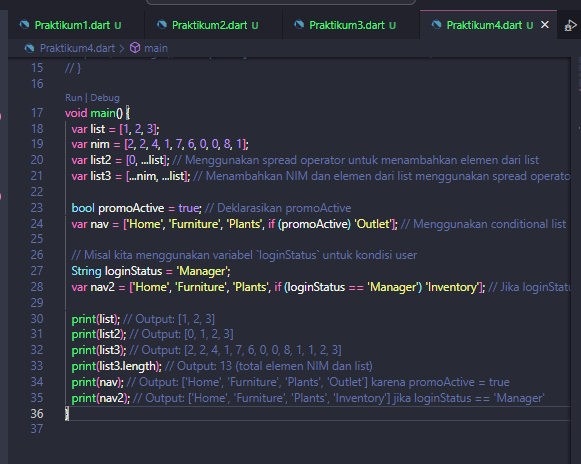 Praktikum1.dart U Praktikum2.dart U Praktikum3.dart U Praktikum4.dart U
Praktikum4.dart > main
15 // }
16
Run | Debug
17 void main() {
18 var list = [1, 2, 3];
19 var nim = [2, 2, 4, 1, 7, 6, 0, 0, 8, 1];
20 var list2 = [0, ...list]; // Menggunakan spread operator untuk menambahkan elemen dari list
21 var list3 = [...nim, ...list]; // Menambahkan NIM dan elemen dari list menggunakan spread operato
22
23 bool promoActive = true; // Deklarasikan promoActive
24 var nav = ['Home', 'Furniture', 'Plants', if (promoActive) 'Outlet']; // Menggunakan conditional list
25
26 // Misal kita menggunakan variabel `loginStatus` untuk kondisi user
27 String loginStatus = 'Manager';
28 var nav2 = ['Home', 'Furniture', 'Plants', if (loginStatus == 'Manager') 'Inventory']; // Jika loginStatu
29
30 print(list); // Output: [1, 2, 3]
31 print(list2); // Output: [0, 1, 2, 3]
32 print(list3); // Output: [2, 2, 4, 1, 7, 6, 0, 0, 8, 1, 1, 2, 3]
33 print(list3.length); // Output: 13 (total elemen NIM dan list)
34 print(nav); // Output: ['Home', 'Furniture', 'Plants', 'Outlet'] karena promoActive = true
35 print(nav2); // Output: ['Home', 'Furniture', 'Plants', 'Inventory'] jika loginStatus == 'Manager'
36 }
37